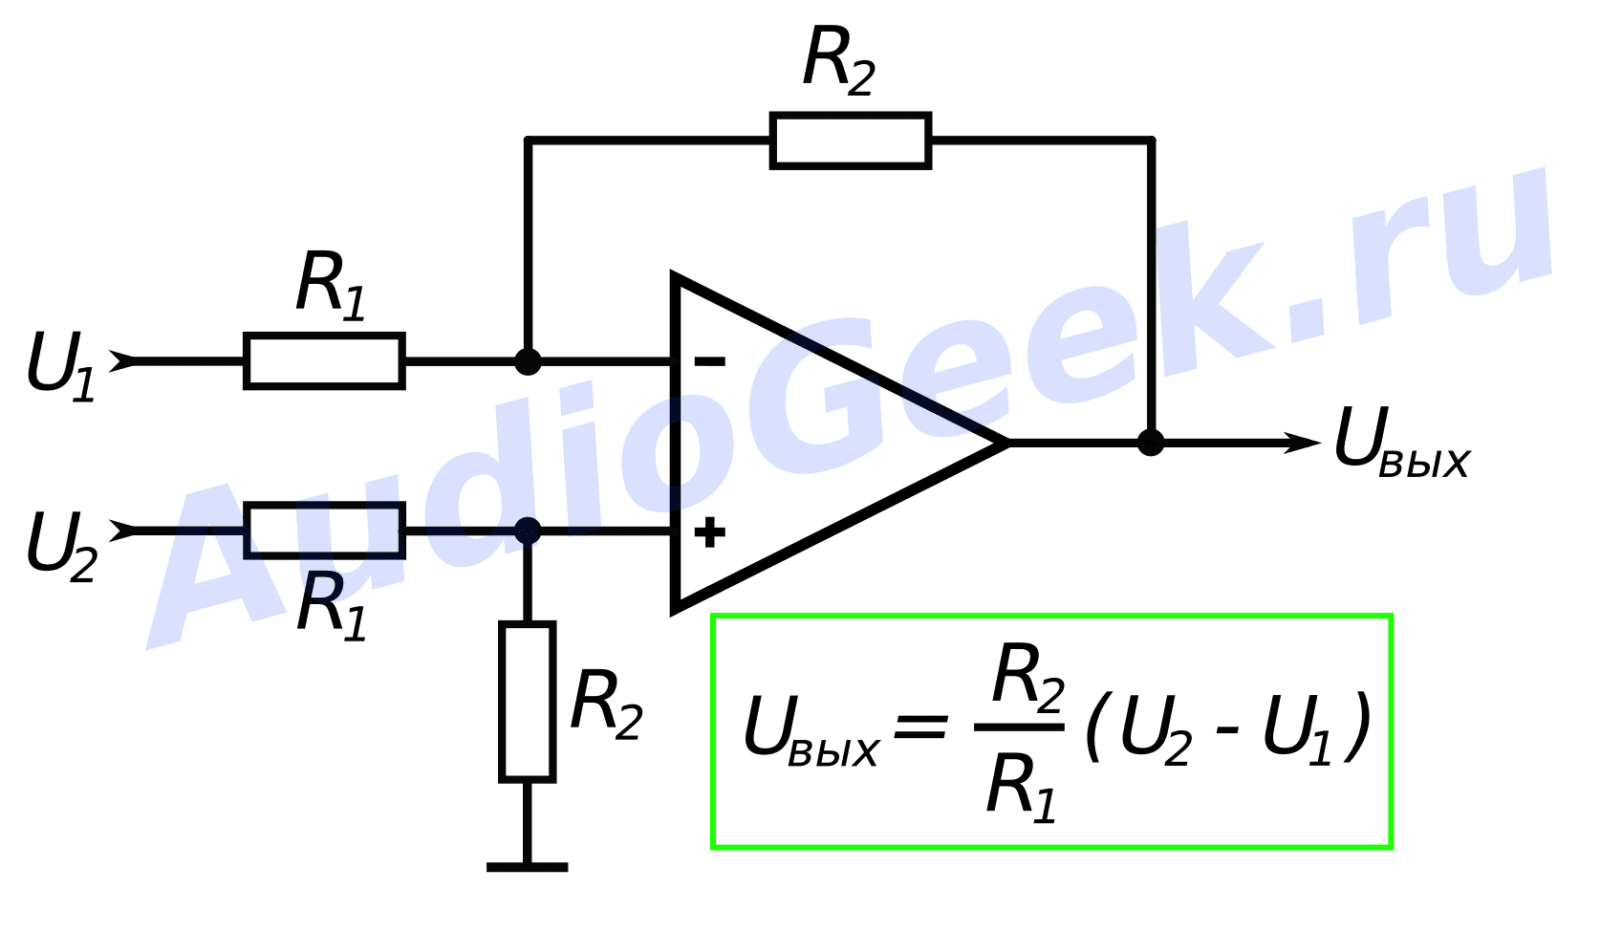 R2
R1
U1
−
Uвых
U2
+
R1
R2
Uвых = R2/R1 (U2 - U1)
AudioGeek.ru